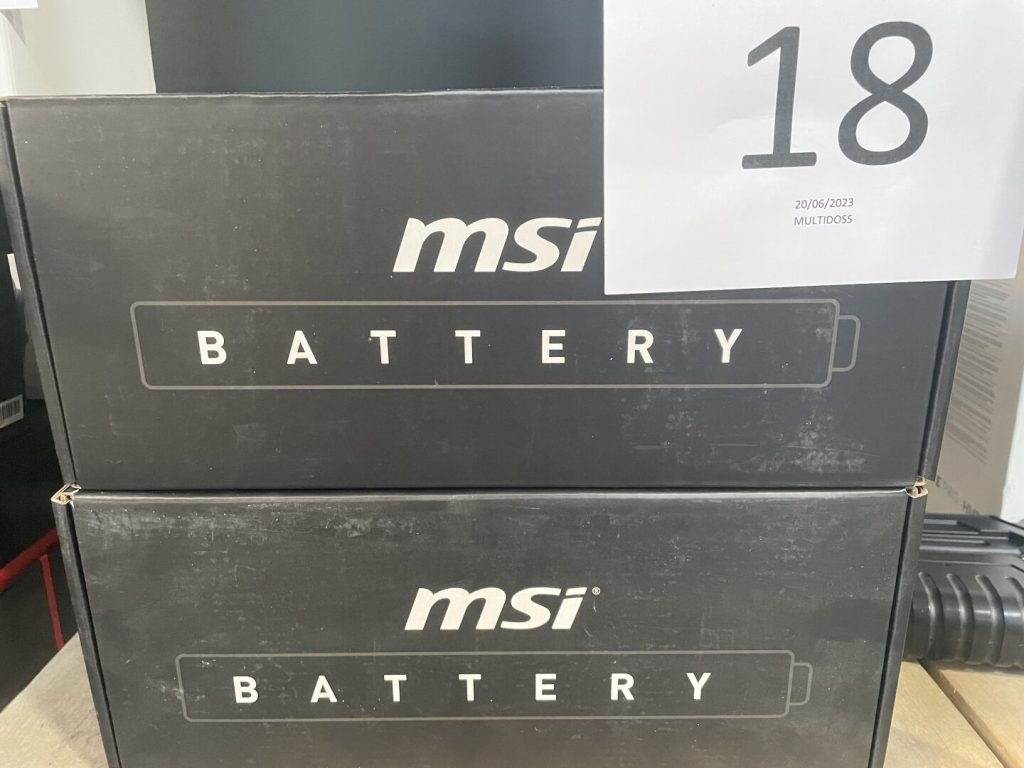 18
20/06/2023
MULTIDOSS
msi
BATTERY
msi®
BATTERY